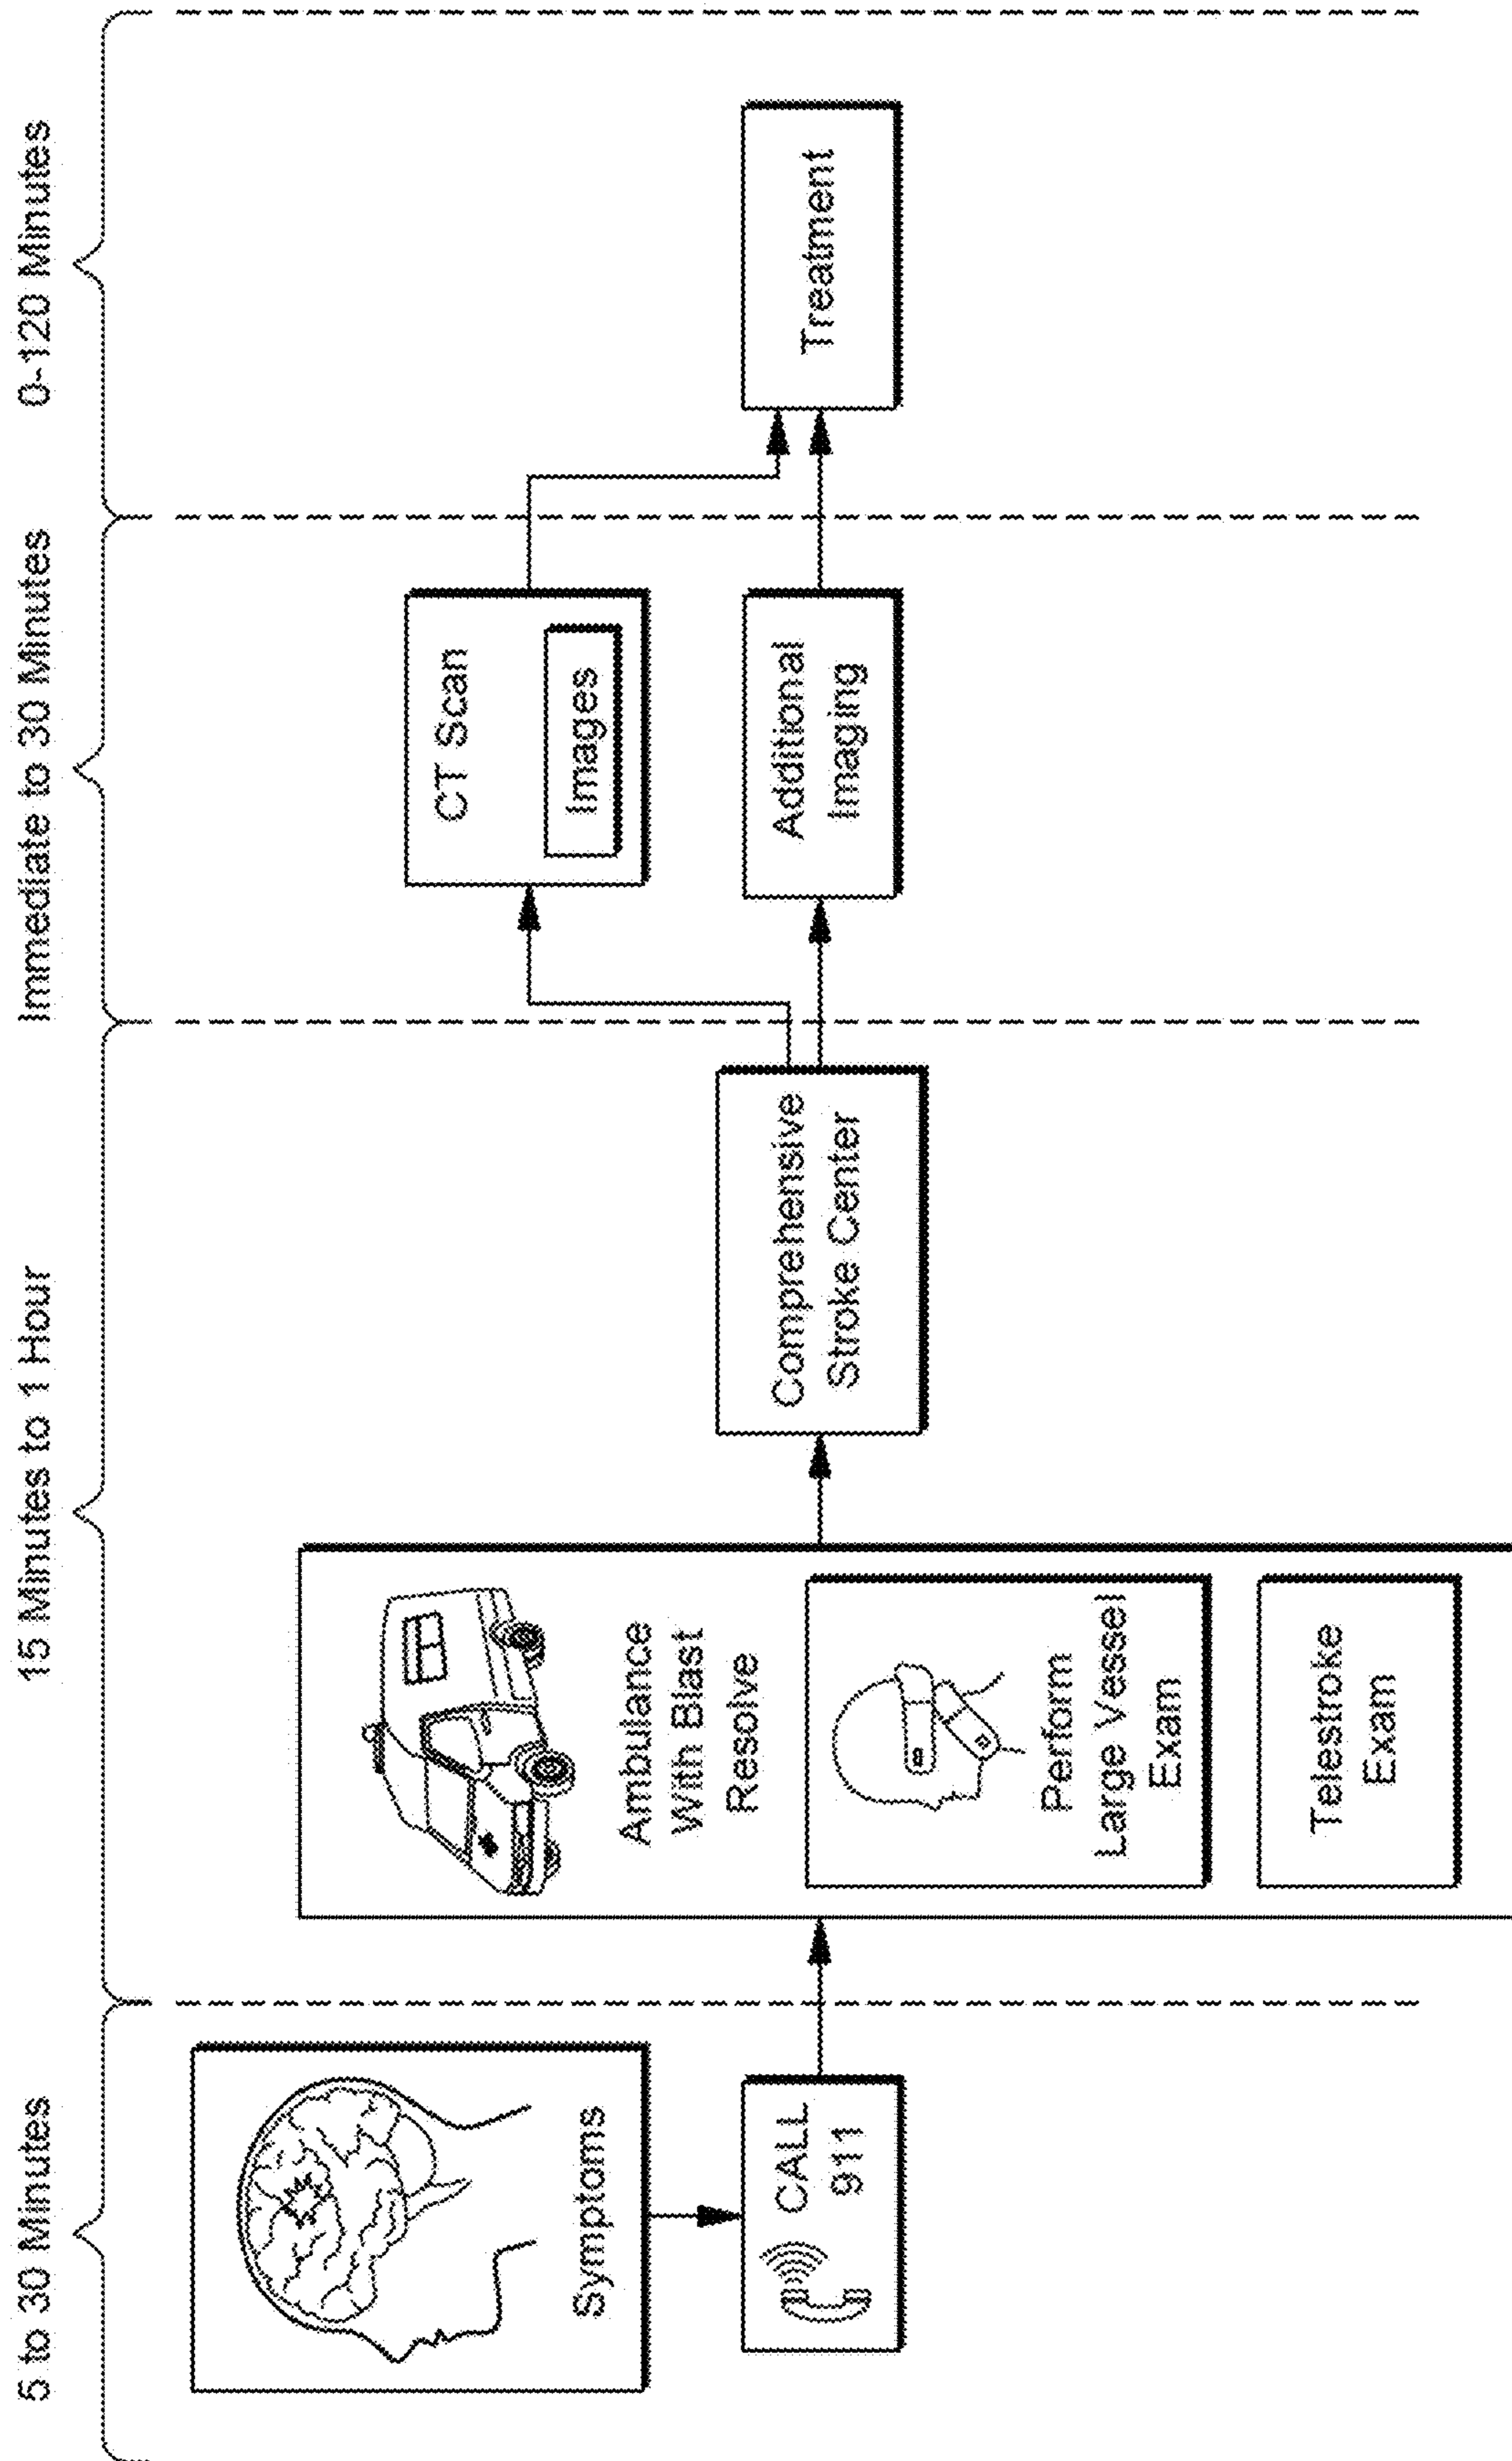 5 to 30 Minutes
15 Minutes to 1 Hour
Immediate to 30 Minutes
0-120 Minutes
Symptoms
CALL
911
Ambulance
With Blast
Resolve
Perform
Large Vessel
Exam
Telestroke
Exam
Comprehensive
Stroke Center
CT Scan
Images
Additional
Imaging
Treatment